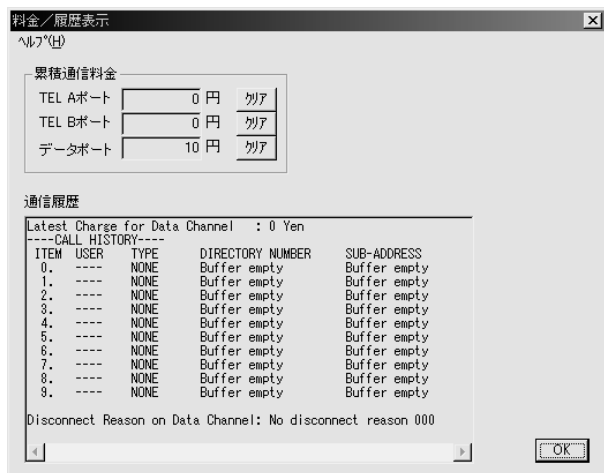 料金／履歴表示
ﾍﾙﾌﾟ(H)
累積通信料金
TEL Aポート 0 円 ｸﾘｱ
TEL Bポート 0 円 ｸﾘｱ
データポート 10 円 ｸﾘｱ
通信履歴
Latest Charge for Data Channel : 0 Yen
----CALL HISTORY----
ITEM USER TYPE DIRECTORY NUMBER SUB-ADDRESS
0. ---- NONE Buffer empty Buffer empty
1. ---- NONE Buffer empty Buffer empty
2. ---- NONE Buffer empty Buffer empty
3. ---- NONE Buffer empty Buffer empty
4. ---- NONE Buffer empty Buffer empty
5. ---- NONE Buffer empty Buffer empty
6. ---- NONE Buffer empty Buffer empty
7. ---- NONE Buffer empty Buffer empty
8. ---- NONE Buffer empty Buffer empty
9. ---- NONE Buffer empty Buffer empty
Disconnect Reason on Data Channel: No disconnect reason 000
OK